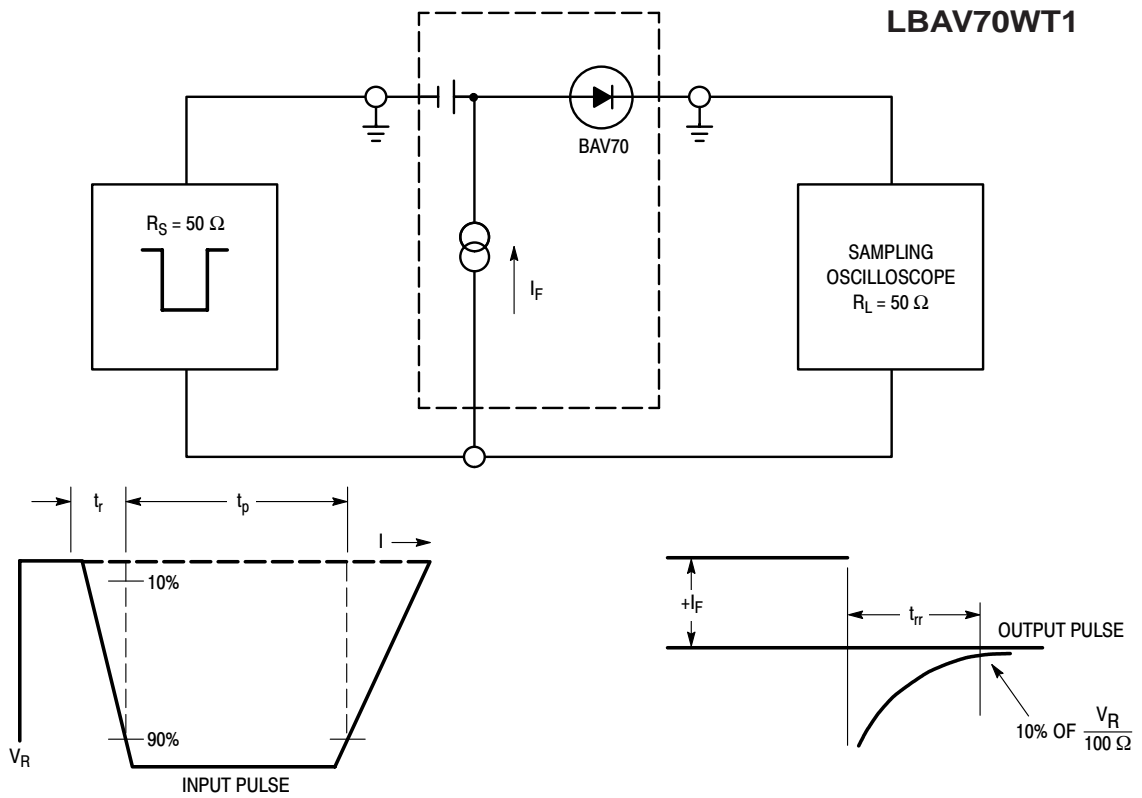 LBAV70WT1
BAV70
R_S = 50 Ω
I_F
SAMPLING
OSCILLOSCOPE
R_L = 50 Ω
t_r
t_p
I
10%
90%
V_R
INPUT PULSE
+I_F
t_rr
OUTPUT PULSE
10% OF V_R / 100 Ω